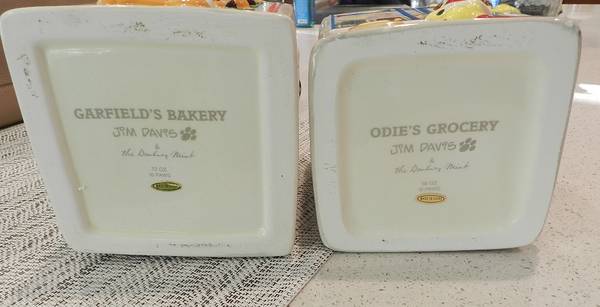 GARFIELD'S BAKERY
JIM DAVIS
&
the Danbury Mint
ODIE'S GROCERY
JIM DAVIS
&
the Danbury Mint